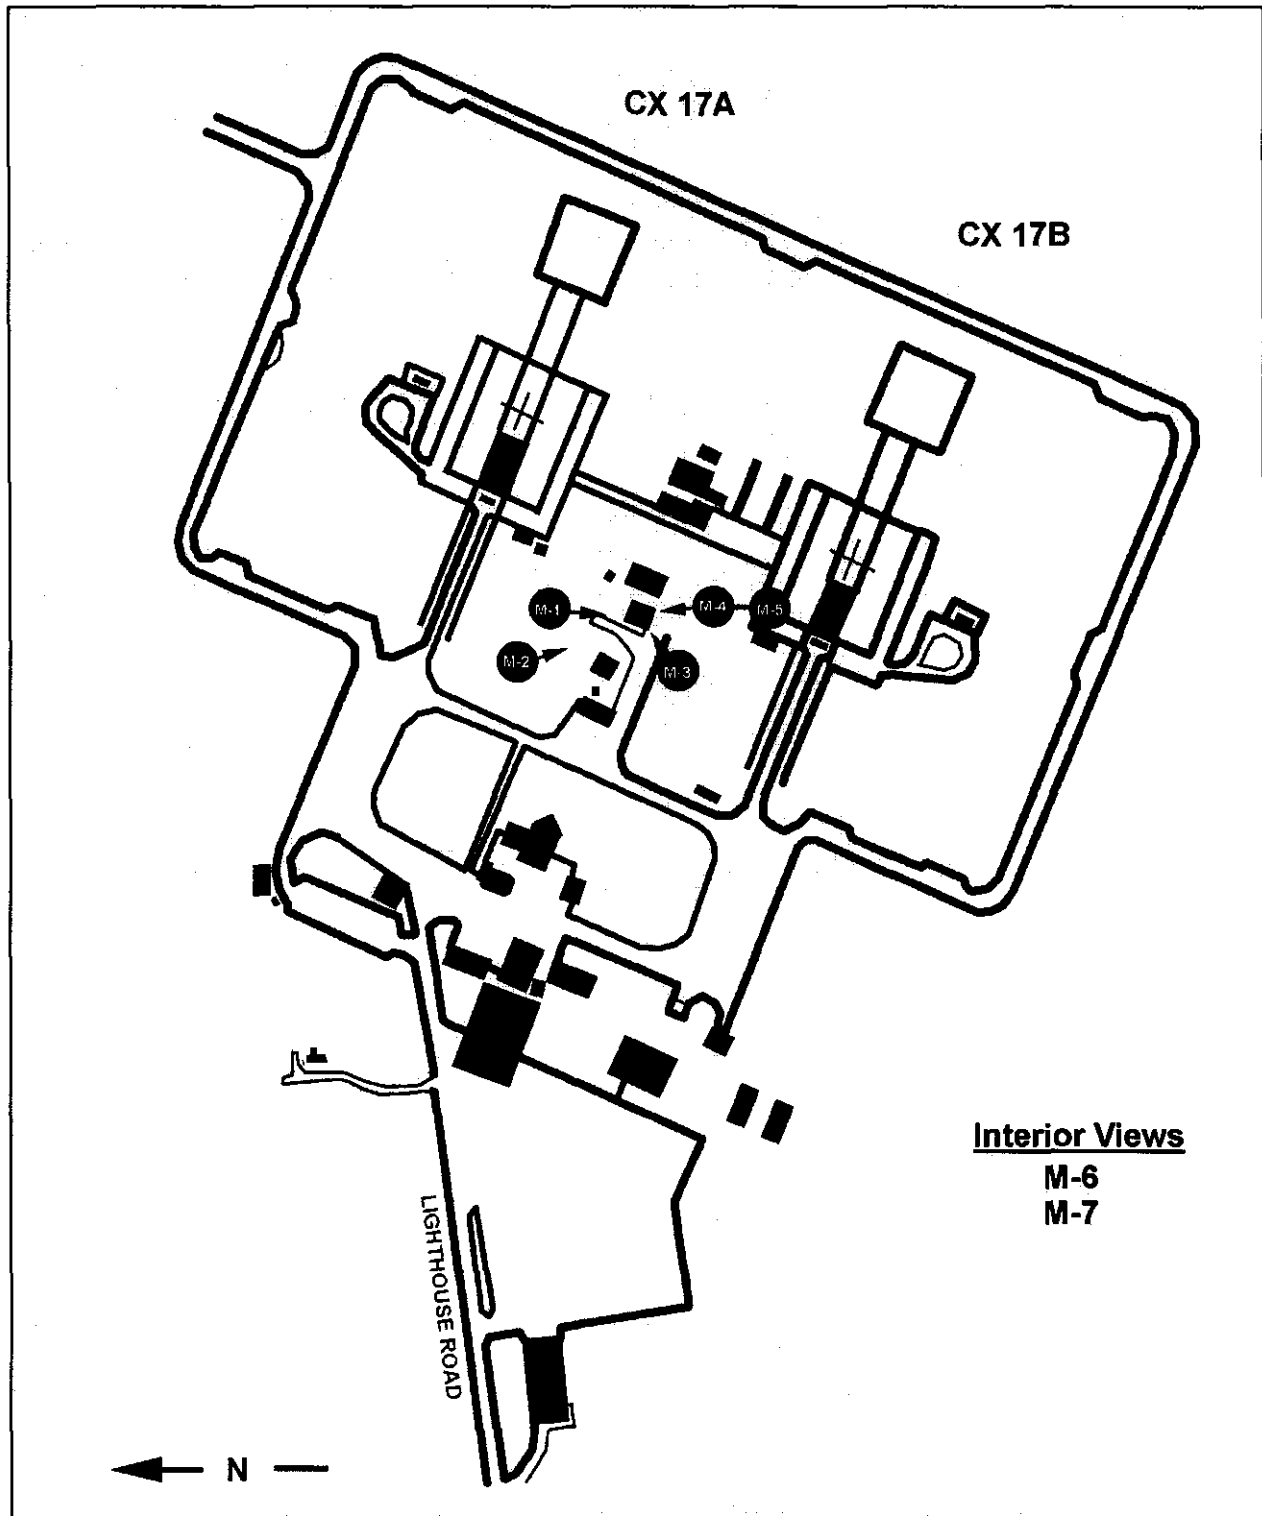 CX 17A
CX 17B
M-1
M-4
M-5
M-2
M-3
Interior Views
M-6
M-7
LIGHTHOUSE ROAD
N